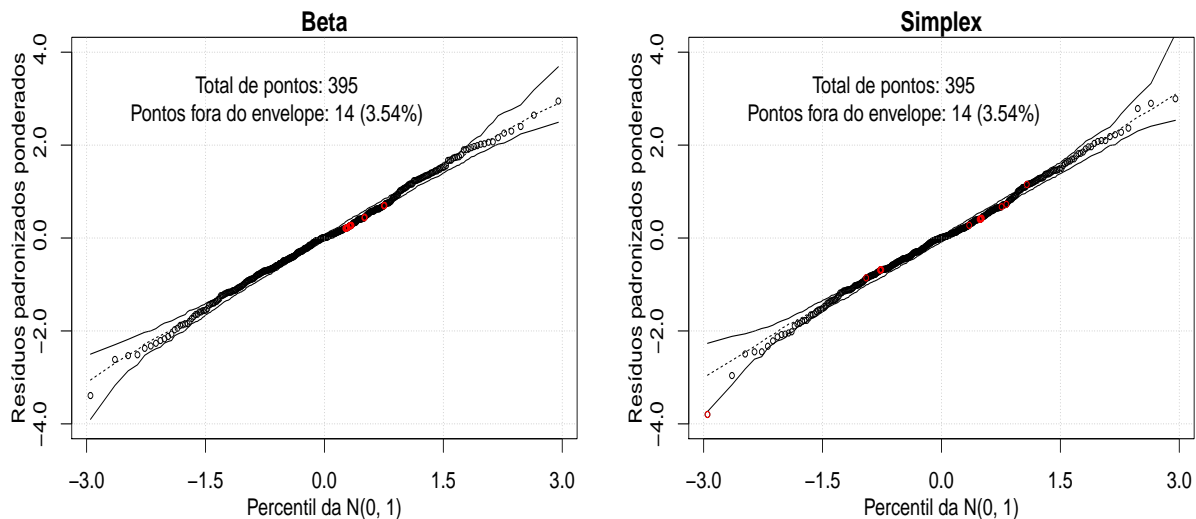 Beta
Total de pontos: 395
Pontos fora do envelope: 14 (3.54%)
Resíduos padronizados ponderados
4.0
2.0
0.0
−2.0
−4.0
−3.0
−1.5
0.0
1.5
3.0
Percentil da N(0, 1)
Simplex
Total de pontos: 395
Pontos fora do envelope: 14 (3.54%)
Resíduos padronizados ponderados
4.0
2.0
0.0
−2.0
−4.0
−3.0
−1.5
0.0
1.5
3.0
Percentil da N(0, 1)